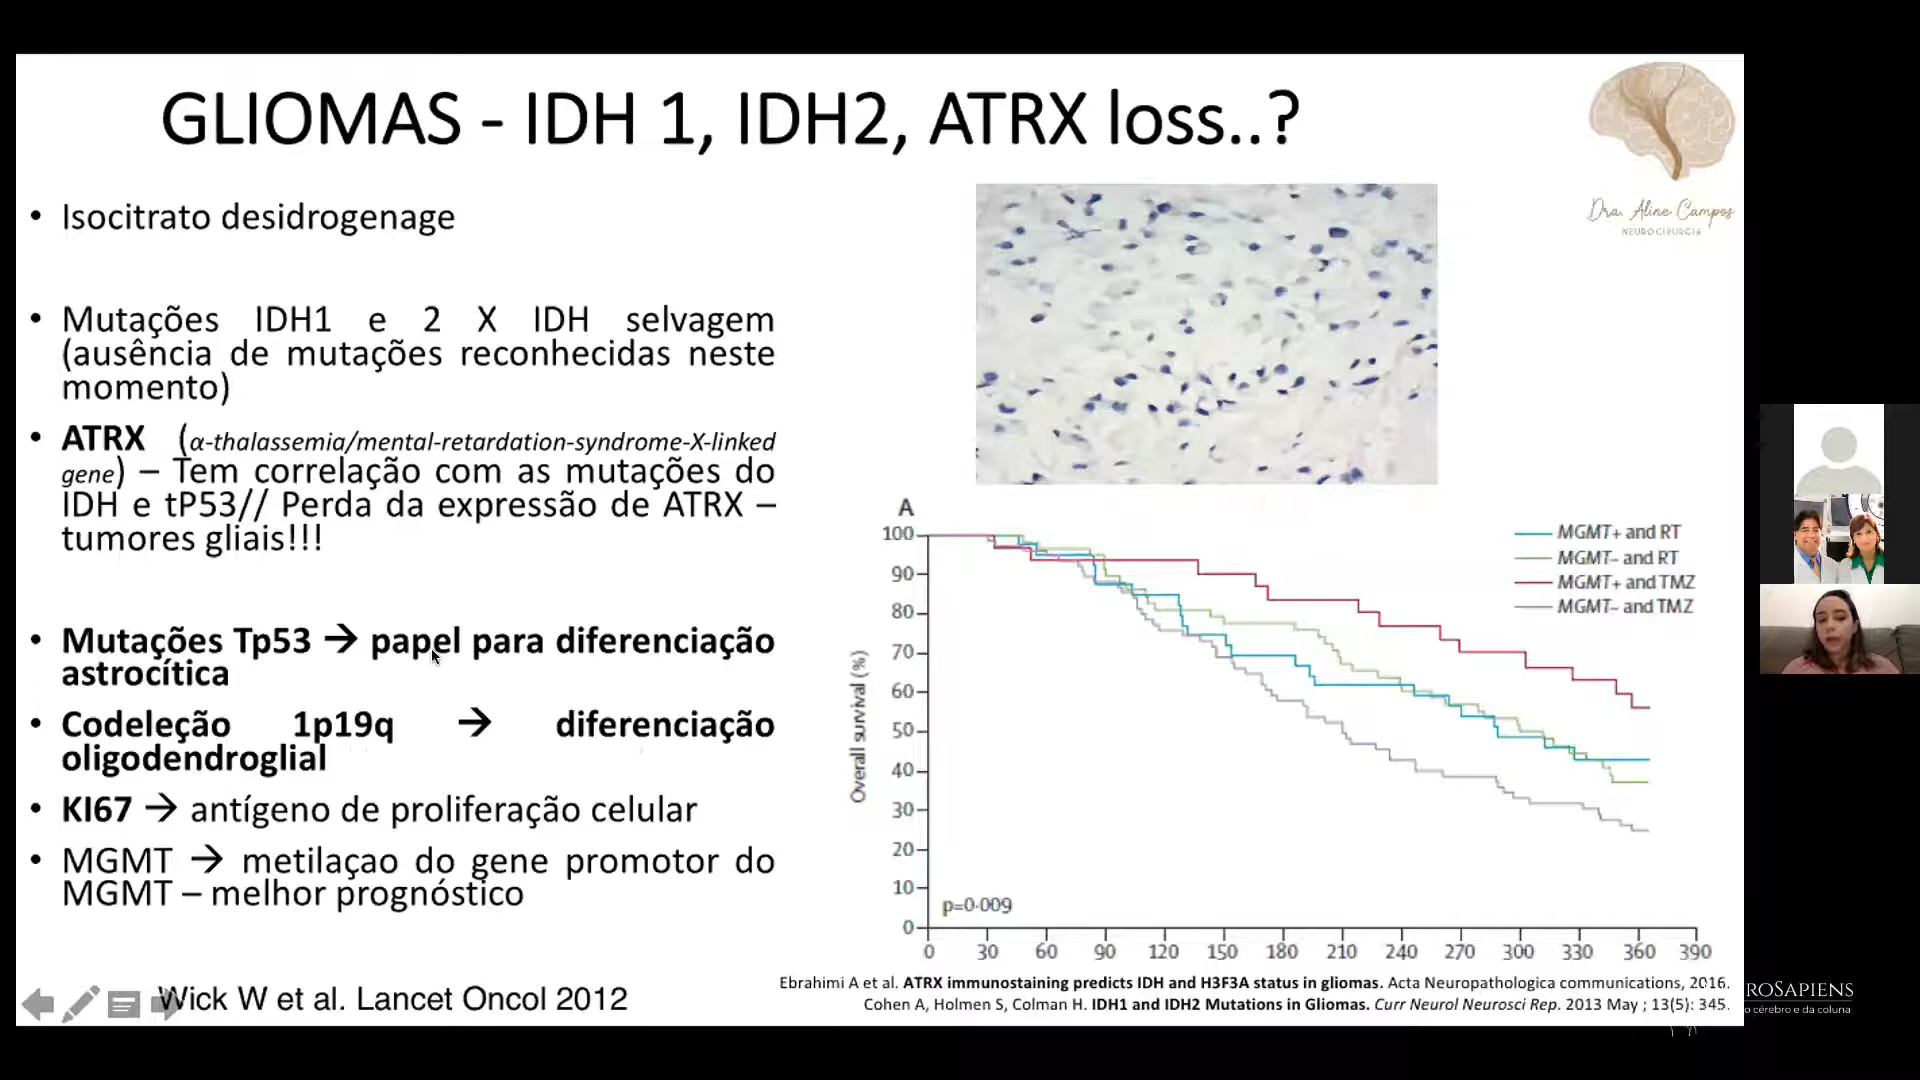 GLIOMAS - IDH 1, IDH2, ATRX loss..?
Dra. Aline Campos
NEUROCIRURGIA
• Isocitrato desidrogenage
• Mutações IDH1 e 2 X IDH selvagem
(ausência de mutações reconhecidas neste
momento)
• ATRX (α-thalassemia/mental-retardation-syndrome-X-linked
gene) – Tem correlação com as mutações do
IDH e tP53// Perda da expressão de ATRX –
tumores gliais!!!
• Mutações Tp53 → papel para diferenciação
astrocítica
• Codeleção 1p19q → diferenciação
oligodendroglial
• KI67 → antígeno de proliferação celular
• MGMT → metilaçao do gene promotor do
MGMT – melhor prognóstico
Wick W et al. Lancet Oncol 2012
A
MGMT+ and RT
MGMT– and RT
MGMT+ and TMZ
MGMT– and TMZ
Overall survival (%)
100
90
80
70
60
50
40
30
20
10
0
p=0·009
0 30 60 90 120 150 180 210 240 270 300 330 360 390
Ebrahimi A et al. ATRX immunostaining predicts IDH and H3F3A status in gliomas. Acta Neuropathologica communications, 2016.
Cohen A, Holmen S, Colman H. IDH1 and IDH2 Mutations in Gliomas. Curr Neurol Neurosci Rep. 2013 May ; 13(5): 345.
ROSAPIENS
o cérebro e da coluna